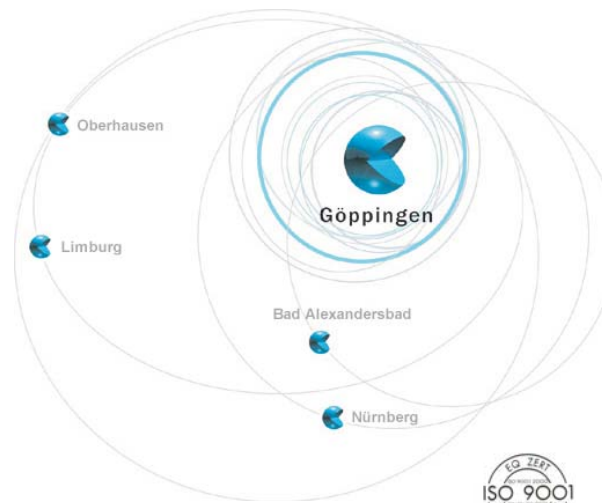 Oberhausen
Göppingen
Limburg
Bad Alexandersbad
Nürnberg
EQ ZERT
ISO 9001